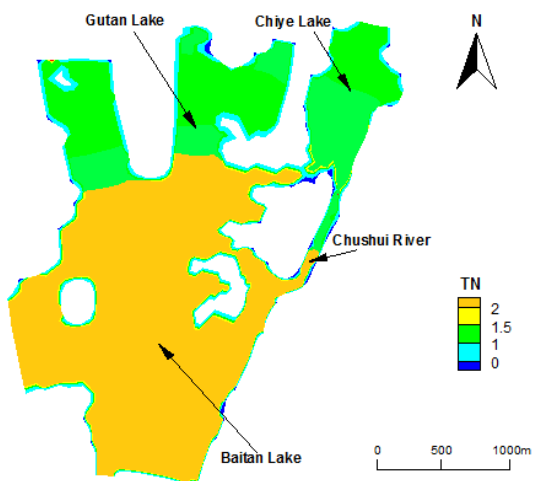 Gutan Lake
Chiye Lake
N
Chushui River
TN
2
1.5
1
0
Baitan Lake
0 500 1000m